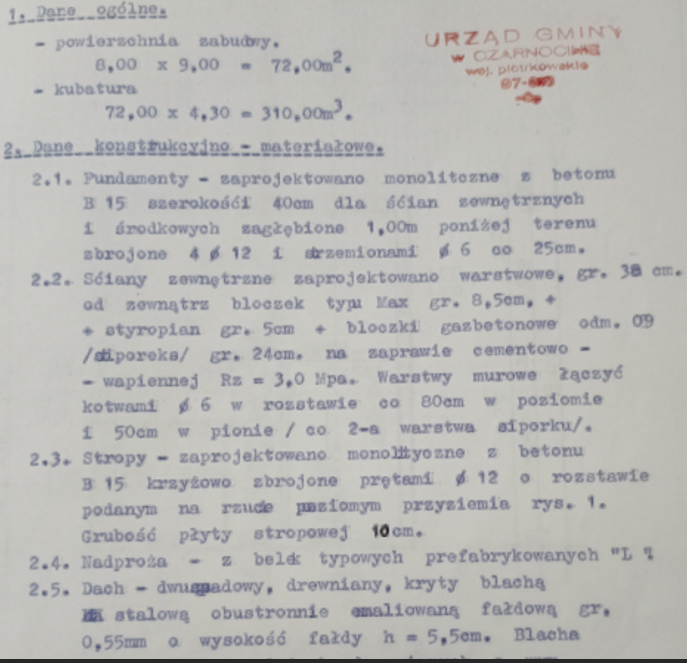 1. Dane ogólne.
- powierzchnia zabudwy.
8,00 x 9,00 = 72,00m².
- kubatura
72,00 x 4,30 = 310,00m³.
URZĄD GMINY
w CZARNOCINIE
woj. piotrkowskie
2. Dane konstrukcyjno - materiałowe.
2.1. Fundamenty - zaprojektowano monolitczne z betonu
B 15 szerokośći 40cm dla śćian zewnętrznych
i środkowych zagłębione 1,00m poniżej terenu
zbrojone 4 ø 12 i strzemionami ø 6 co 25cm.
2.2. Sćiany zewnętrzne zaprojektowano warstwowe, gr. 38 cm.
od zewnątrz bloczek typu Max gr. 8,5cm, +
+ styropian gr. 5cm + bloczki gazbetonowe odm. 09
/siporeks/ gr. 24cm. na zaprawie cementowo -
- wapiennej Rz = 3,0 Mpa. Warstwy murowe łączyć
kotwami ø 6 w rozstawie co 80cm w poziomie
i 50cm w pionie / co 2-a warstwa siporku/.
2.3. Stropy - zaprojektowano monolityczne z betonu
B 15 krzyżowo zbrojone prętami ø 12 o rozstawie
podanym na rzucie poziomym przyziemia rys. 1.
Grubość płyty stropowej 10cm.
2.4. Nadproża - z belek typowych prefabrykowanych "L
2.5. Dach - dwuspadowy, drewniany, kryty blachą
stalową obustronnie emaliowaną fałdową gr.
0,55mm o wysokość fałdy h = 5,5cm. Blacha